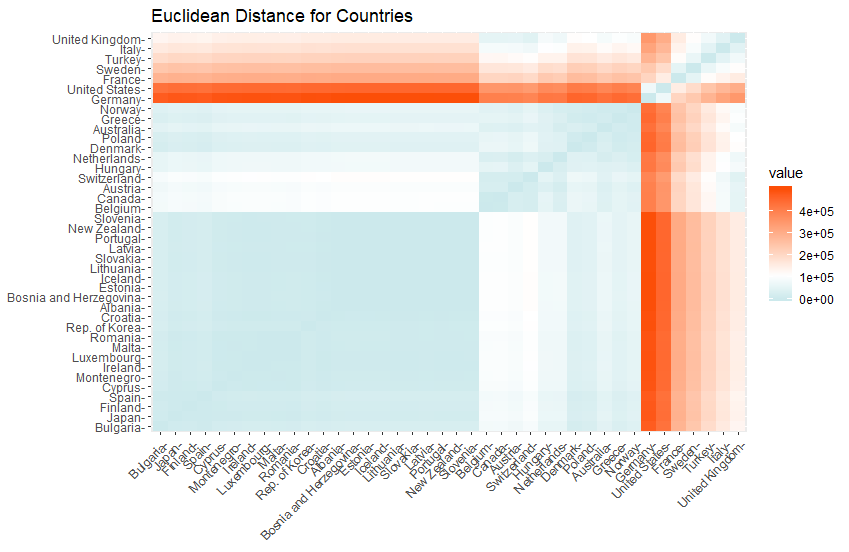 Euclidean Distance for Countries
United Kingdom-
Italy-
Turkey-
Sweden-
France-
United States-
Germany-
Norway-
Greece-
Australia-
Poland-
Denmark-
Netherlands-
Hungary-
Switzerland-
Austria-
Canada-
Belgium-
Slovenia-
New Zealand-
Portugal-
Latvia-
Slovakia-
Lithuania-
Iceland-
Estonia-
Bosnia and Herzegovina-
Albania-
Croatia-
Rep. of Korea-
Romania-
Malta-
Luxembourg-
Ireland-
Montenegro-
Cyprus-
Spain-
Finland-
Japan-
Bulgaria-
Bulgaria-
Japan-
Finland-
Spain-
Cyprus-
Montenegro-
Ireland-
Luxembourg-
Malta-
Romania-
Rep. of Korea-
Croatia-
Albania-
Bosnia and Herzegovina-
Estonia-
Iceland-
Lithuania-
Slovakia-
Latvia-
Portugal-
New Zealand-
Slovenia-
Belgium-
Canada-
Austria-
Switzerland-
Hungary-
Netherlands-
Denmark-
Poland-
Australia-
Greece-
Norway-
Germany-
United States-
France-
Sweden-
Turkey-
Italy-
United Kingdom-
value
4e+05
3e+05
2e+05
1e+05
0e+00